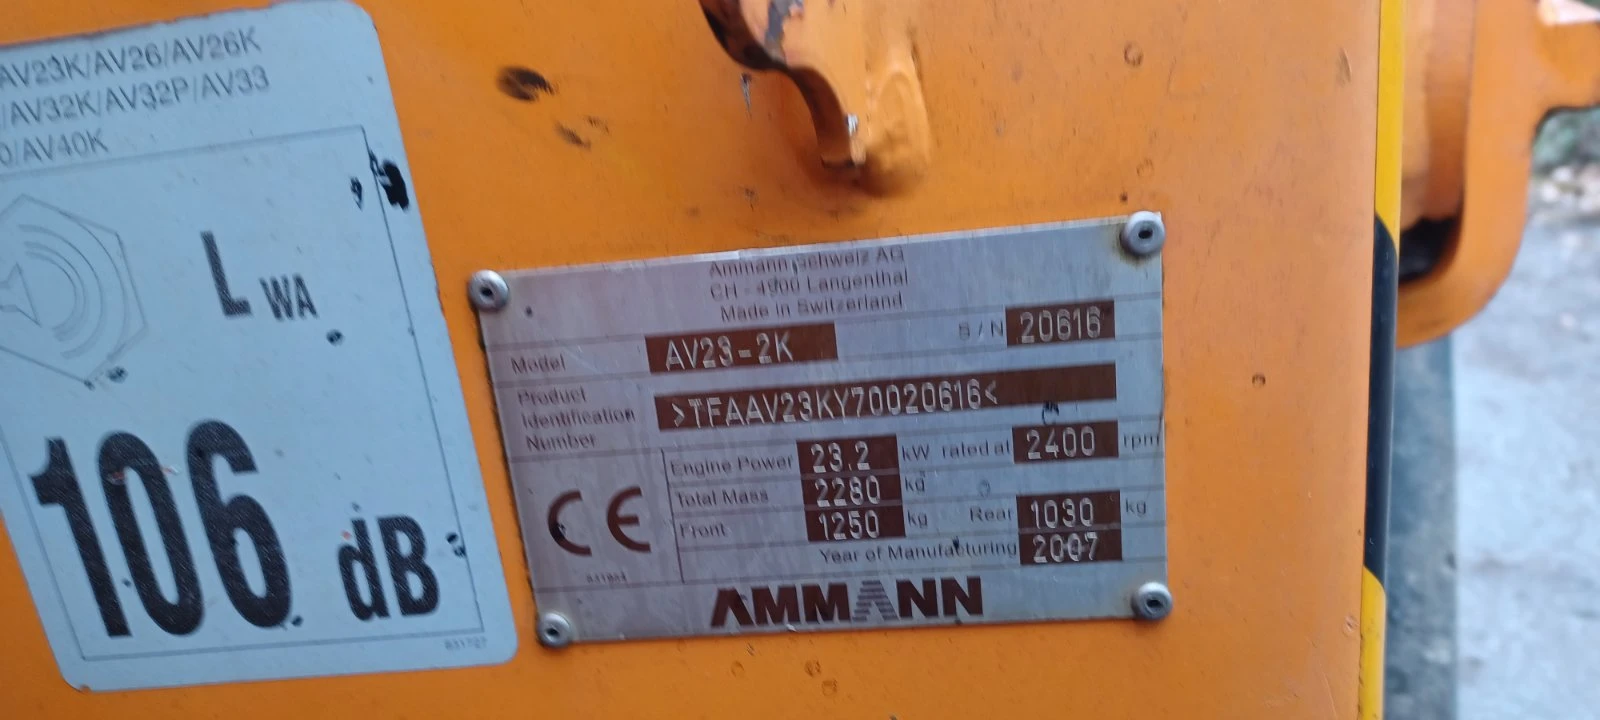 AV23K/AV26/AV26K
/AV32K/AV32P/AV33
0/AV40K
LWA
106 dB
Ammann Schweiz AG
CH - 4900 Langenthal
Made in Switzerland
Model AV23-2K S/N 20616
Product Identification Number >TFAAV23KY70020616<
Engine Power 23.2 kW rated at 2400 rpm
Total Mass 2280 kg
Front 1250 kg Rear 1030 kg
Year of Manufacturing 2007
CE
AMMANN